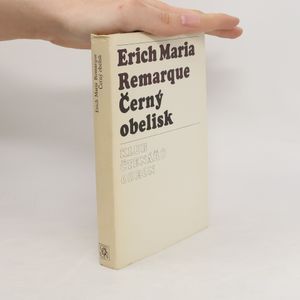 Erich Maria
Remarque
Černý
obelisk
KLUB
ČTENÁŘŮ
ODEON
Erich Maria Remarque
Černý obelisk